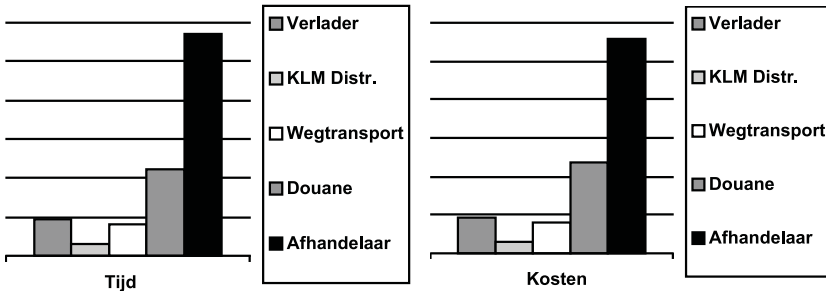 Verlader
KLM Distr.
Wegtransport
Douane
Afhandelaar
Tijd
Verlader
KLM Distr.
Wegtransport
Douane
Afhandelaar
Kosten